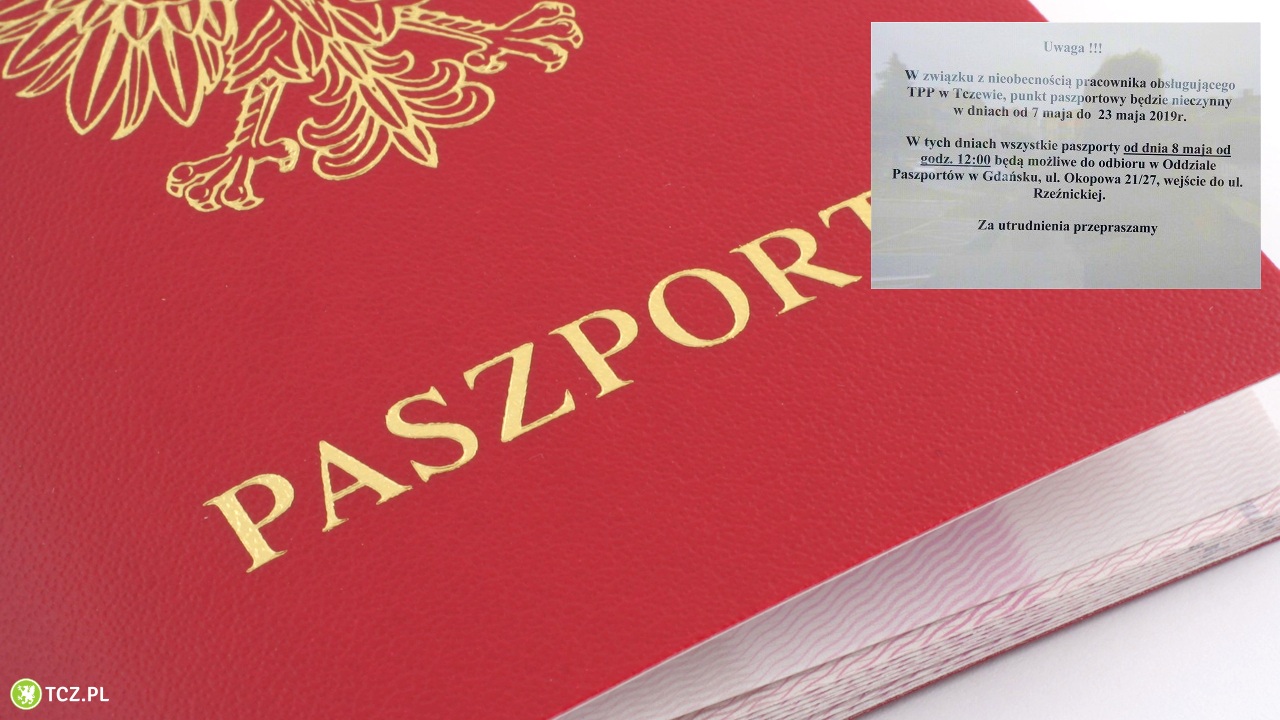 Uwaga !!!
W związku z nieobecnością pracownika obsługującego
TPP w Tczewie, punkt paszportowy będzie nieczynny
w dniach od 7 maja do 23 maja 2019r.
W tych dniach wszystkie paszporty od dnia 8 maja od
godz. 12:00 będą możliwe do odbioru w Oddziale
Paszportów w Gdańsku, ul. Okopowa 21/27, wejście do ul.
Rzeźnickiej.
Za utrudnienia przepraszamy
PASZPORT
TCZ.PL